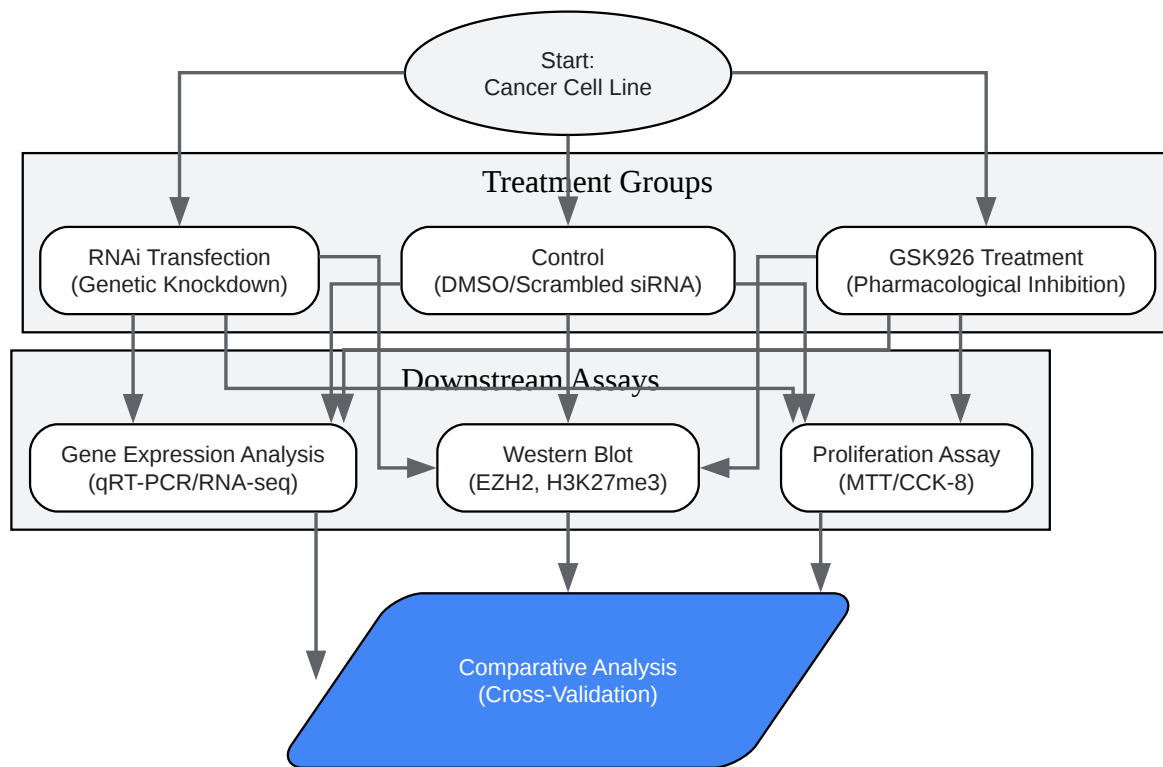 Start:
Cancer Cell Line
Treatment Groups
RNAi Transfection
(Genetic Knockdown)
Control
(DMSO/Scrambled siRNA)
GSK926 Treatment
(Pharmacological Inhibition)
Downstream Assays
Gene Expression Analysis
(qRT-PCR/RNA-seq)
Western Blot
(EZH2, H3K27me3)
Proliferation Assay
(MTT/CCK-8)
Comparative Analysis
(Cross-Validation)